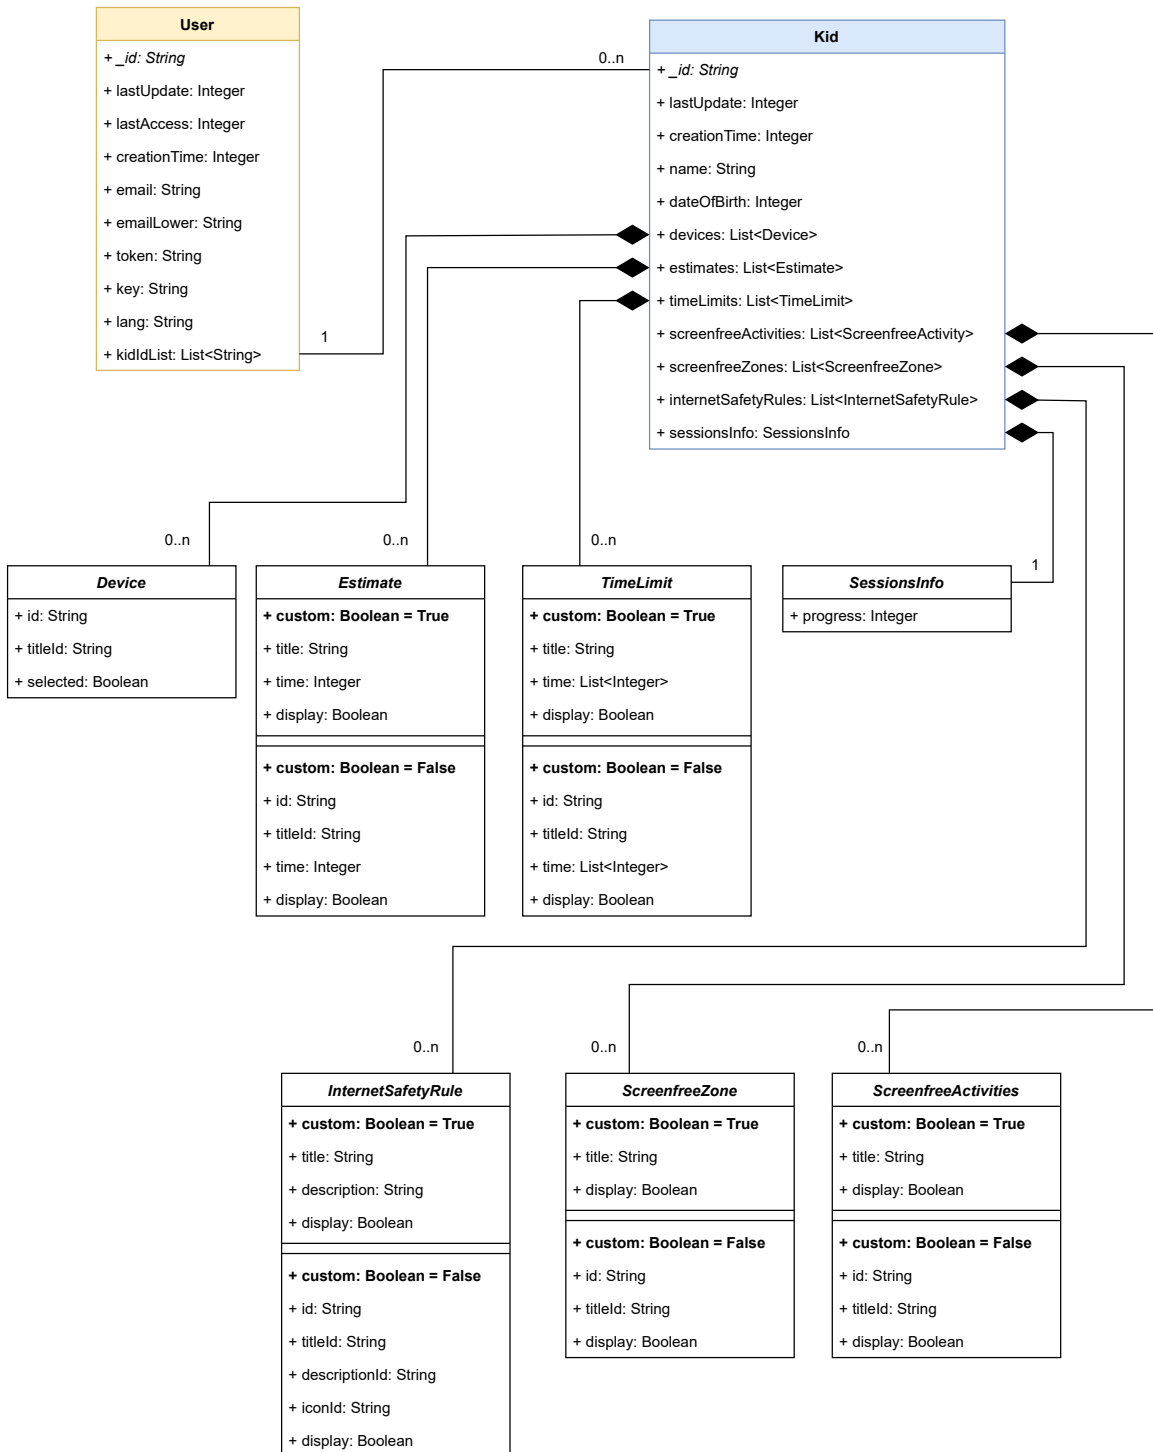 User
+ _id: String
+ lastUpdate: Integer
+ lastAccess: Integer
+ creationTime: Integer
+ email: String
+ emailLower: String
+ token: String
+ key: String
+ lang: String
+ kidIdList: List<String>
1
0..n
Kid
+ _id: String
+ lastUpdate: Integer
+ creationTime: Integer
+ name: String
+ dateOfBirth: Integer
+ devices: List<Device>
+ estimates: List<Estimate>
+ timeLimits: List<TimeLimit>
+ screenfreeActivities: List<ScreenfreeActivity>
+ screenfreeZones: List<ScreenfreeZone>
+ internetSafetyRules: List<InternetSafetyRule>
+ sessionsInfo: SessionsInfo
0..n
Device
+ id: String
+ titleId: String
+ selected: Boolean
0..n
Estimate
+ custom: Boolean = True
+ title: String
+ time: Integer
+ display: Boolean
+ custom: Boolean = False
+ id: String
+ titleId: String
+ time: Integer
+ display: Boolean
0..n
TimeLimit
+ custom: Boolean = True
+ title: String
+ time: List<Integer>
+ display: Boolean
+ custom: Boolean = False
+ id: String
+ titleId: String
+ time: List<Integer>
+ display: Boolean
1
SessionsInfo
+ progress: Integer
0..n
InternetSafetyRule
+ custom: Boolean = True
+ title: String
+ description: String
+ display: Boolean
+ custom: Boolean = False
+ id: String
+ titleId: String
+ descriptionId: String
+ iconId: String
+ display: Boolean
0..n
ScreenfreeZone
+ custom: Boolean = True
+ title: String
+ display: Boolean
+ custom: Boolean = False
+ id: String
+ titleId: String
+ display: Boolean
0..n
ScreenfreeActivities
+ custom: Boolean = True
+ title: String
+ display: Boolean
+ custom: Boolean = False
+ id: String
+ titleId: String
+ display: Boolean